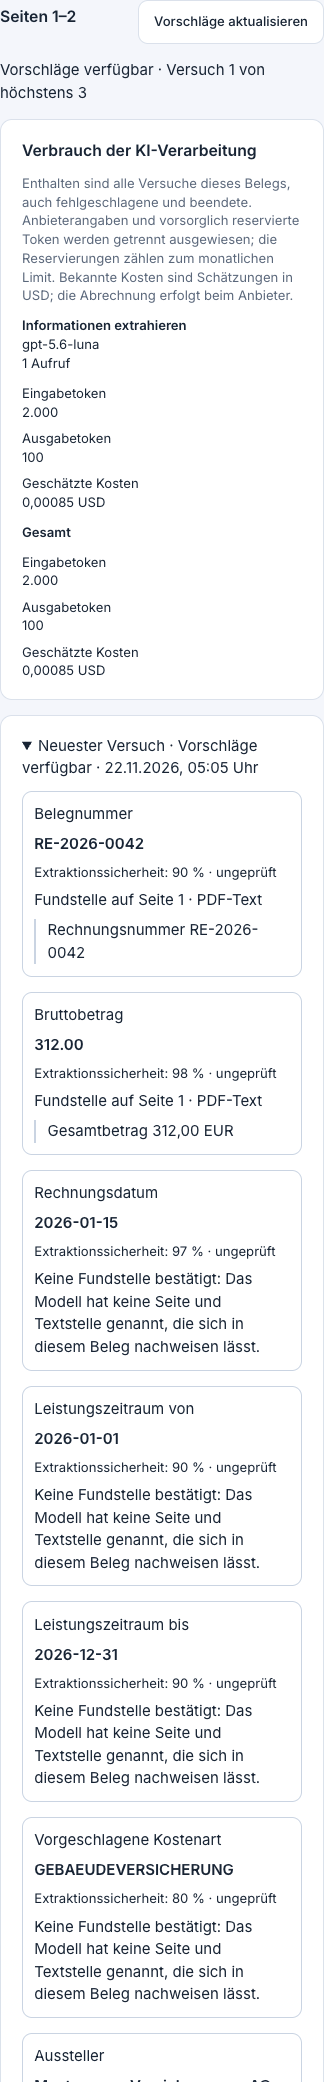 Seiten 1–2
Vorschläge aktualisieren
Vorschläge verfügbar · Versuch 1 von
höchstens 3
Verbrauch der KI-Verarbeitung
Enthalten sind alle Versuche dieses Belegs,
auch fehlgeschlagene und beendete.
Anbieterangaben und vorsorglich reservierte
Token werden getrennt ausgewiesen; die
Reservierungen zählen zum monatlichen
Limit. Bekannte Kosten sind Schätzungen in
USD; die Abrechnung erfolgt beim Anbieter.
Informationen extrahieren
gpt-5.6-luna
1 Aufruf
Eingabetoken
2.000
Ausgabetoken
100
Geschätzte Kosten
0,00085 USD
Gesamt
Eingabetoken
2.000
Ausgabetoken
100
Geschätzte Kosten
0,00085 USD
▼ Neuester Versuch · Vorschläge
verfügbar · 22.11.2026, 05:05 Uhr
Belegnummer
RE-2026-0042
Extraktionssicherheit: 90 % · ungeprüft
Fundstelle auf Seite 1 · PDF-Text
Rechnungsnummer RE-2026-
0042
Bruttobetrag
312.00
Extraktionssicherheit: 98 % · ungeprüft
Fundstelle auf Seite 1 · PDF-Text
Gesamtbetrag 312,00 EUR
Rechnungsdatum
2026-01-15
Extraktionssicherheit: 97 % · ungeprüft
Keine Fundstelle bestätigt: Das
Modell hat keine Seite und
Textstelle genannt, die sich in
diesem Beleg nachweisen lässt.
Leistungszeitraum von
2026-01-01
Extraktionssicherheit: 90 % · ungeprüft
Keine Fundstelle bestätigt: Das
Modell hat keine Seite und
Textstelle genannt, die sich in
diesem Beleg nachweisen lässt.
Leistungszeitraum bis
2026-12-31
Extraktionssicherheit: 90 % · ungeprüft
Keine Fundstelle bestätigt: Das
Modell hat keine Seite und
Textstelle genannt, die sich in
diesem Beleg nachweisen lässt.
Vorgeschlagene Kostenart
GEBAEUDEVERSICHERUNG
Extraktionssicherheit: 80 % · ungeprüft
Keine Fundstelle bestätigt: Das
Modell hat keine Seite und
Textstelle genannt, die sich in
diesem Beleg nachweisen lässt.
Aussteller